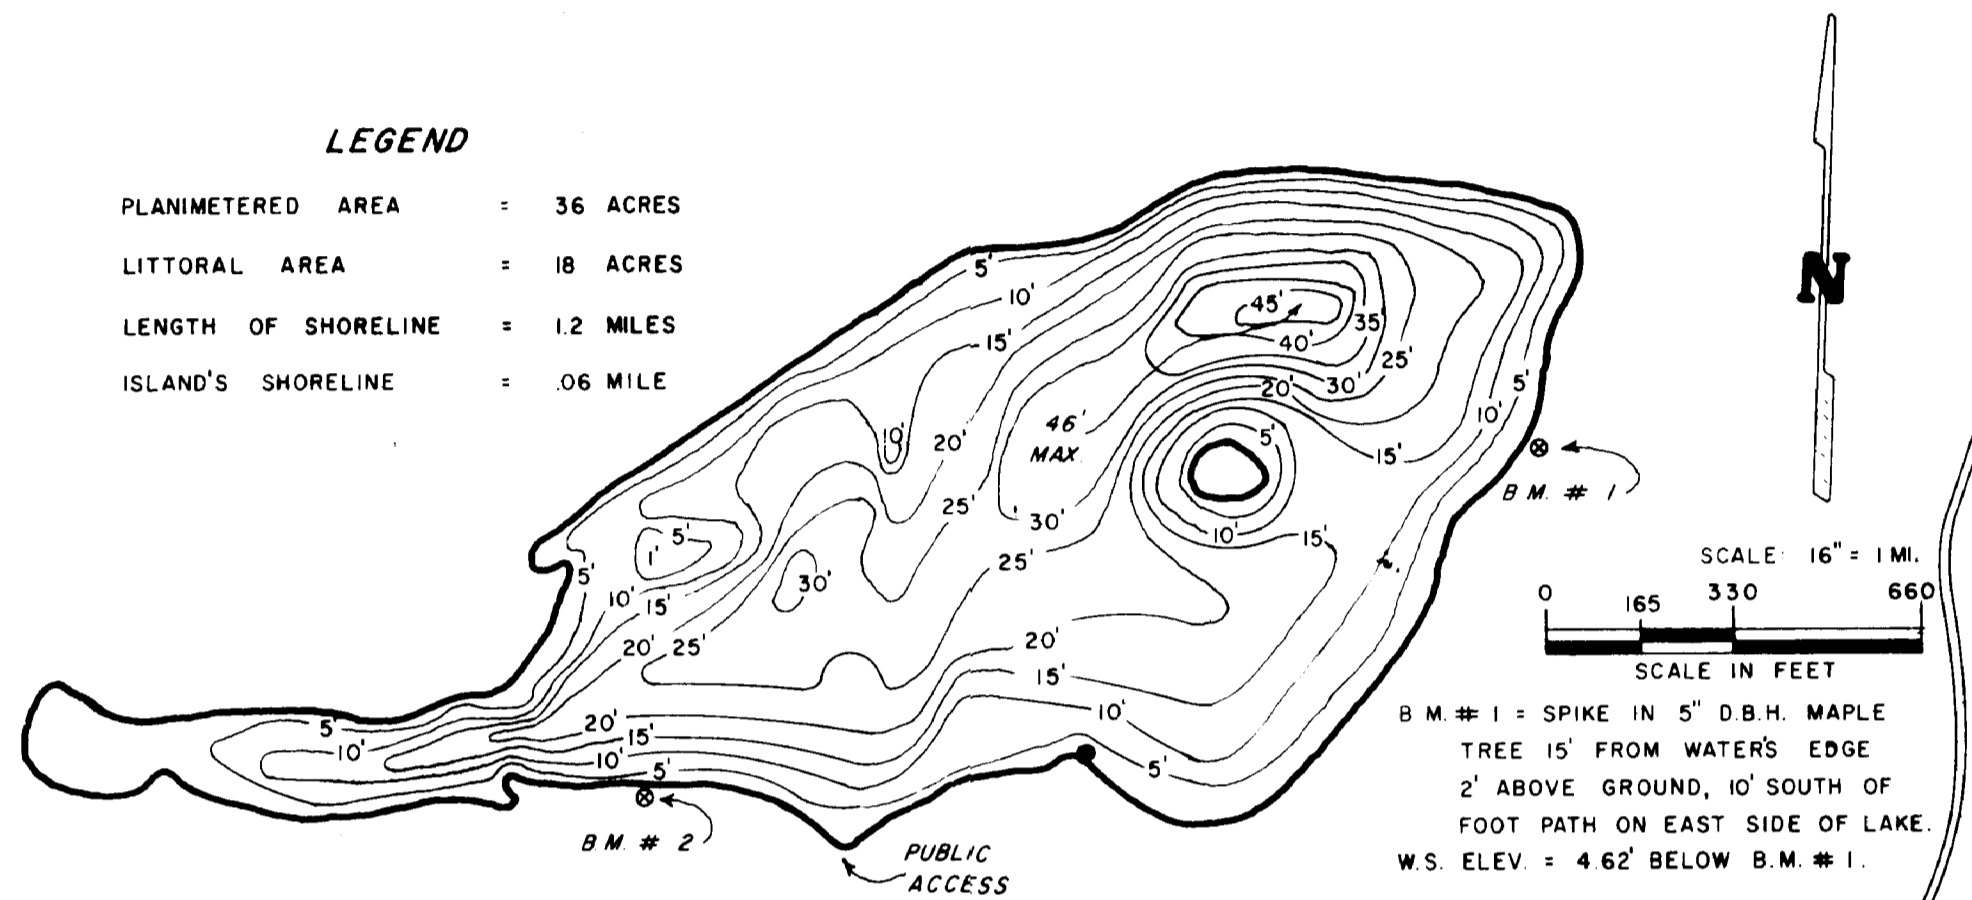 LEGEND
PLANIMETERED AREA = 36 ACRES
LITTORAL AREA = 18 ACRES
LENGTH OF SHORELINE = 1.2 MILES
ISLAND'S SHORELINE = .06 MILE
N
5'
10'
15'
10'
20'
25'
30'
25'
45'
35'
40'
25'
20'
30'
46'
MAX.
5'
10'
15'
5'
10'
15'
B.M. # 1
5'
1'
5'
10'
15'
20'
25'
30'
20'
15'
10'
5'
5'
10'
20'
15'
10'
5'
B.M. # 2
PUBLIC
ACCESS
SCALE: 16" = 1 MI.
0 165 330 660
SCALE IN FEET
B.M. # 1 = SPIKE IN 5" D.B.H. MAPLE
TREE 15' FROM WATER'S EDGE
2' ABOVE GROUND, 10' SOUTH OF
FOOT PATH ON EAST SIDE OF LAKE.
W.S. ELEV. = 4.62' BELOW B.M. # 1.